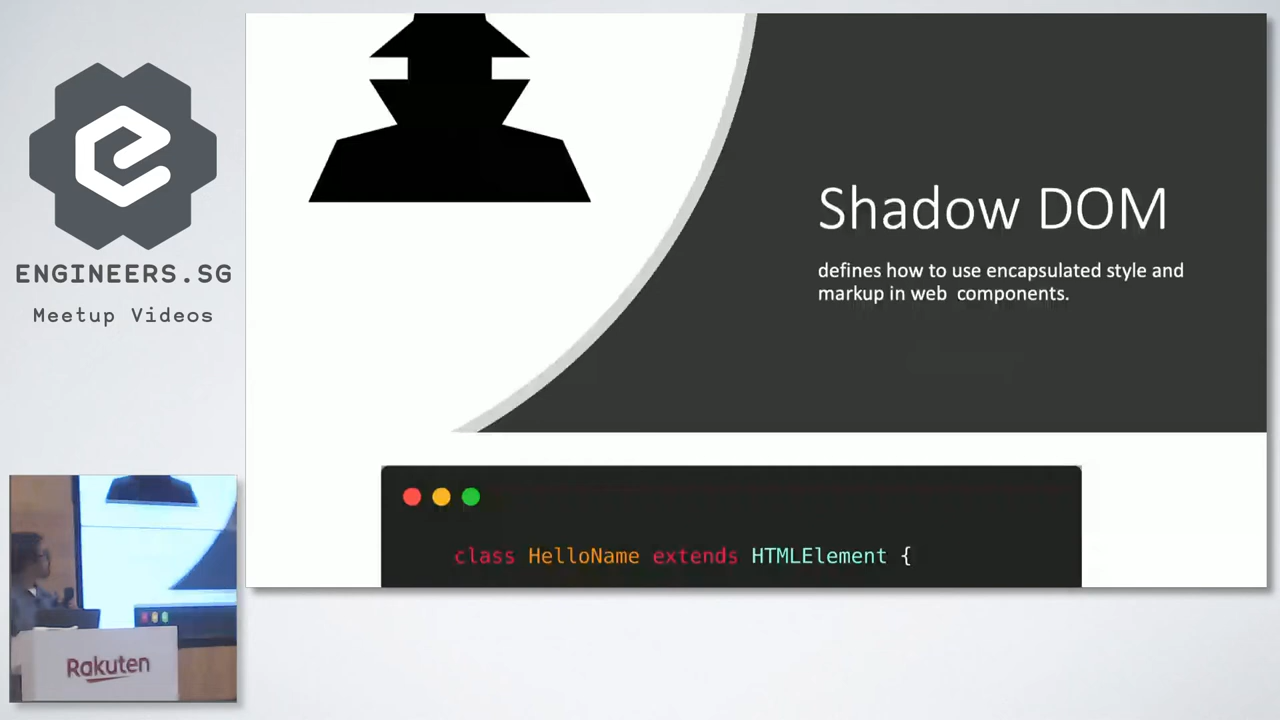 ENGINEERS.SG
Meetup Videos
Shadow DOM
defines how to use encapsulated style and
markup in web  components.
class HelloName extends HTMLElement {
Rakuten